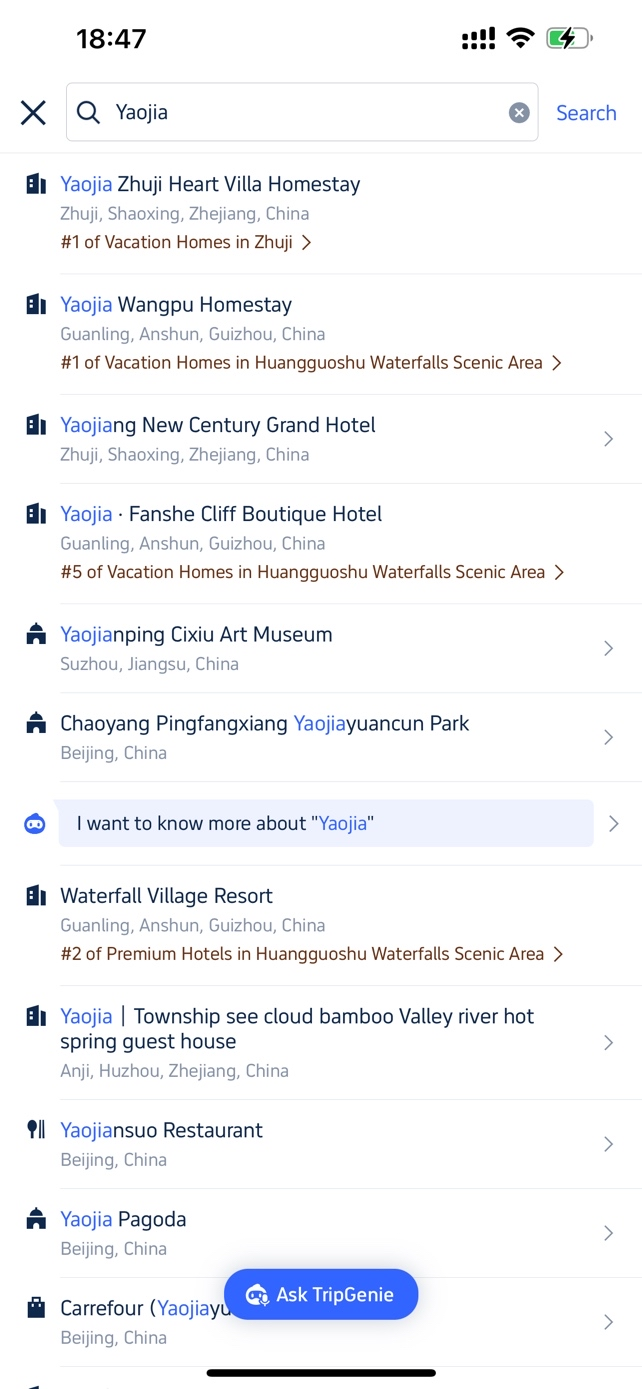 18:47
Yaojia
Search
Yaojia Zhuji Heart Villa Homestay
Zhuji, Shaoxing, Zhejiang, China
#1 of Vacation Homes in Zhuji
Yaojia Wangpu Homestay
Guanling, Anshun, Guizhou, China
#1 of Vacation Homes in Huangguoshu Waterfalls Scenic Area
Yaojiang New Century Grand Hotel
Zhuji, Shaoxing, Zhejiang, China
Yaojia · Fanshe Cliff Boutique Hotel
Guanling, Anshun, Guizhou, China
#5 of Vacation Homes in Huangguoshu Waterfalls Scenic Area
Yaojianping Cixiu Art Museum
Suzhou, Jiangsu, China
Chaoyang Pingfangxiang Yaojiayuancun Park
Beijing, China
I want to know more about "Yaojia"
Waterfall Village Resort
Guanling, Anshun, Guizhou, China
#2 of Premium Hotels in Huangguoshu Waterfalls Scenic Area
Yaojia | Township see cloud bamboo Valley river hot
spring guest house
Anji, Huzhou, Zhejiang, China
Yaojiansuo Restaurant
Beijing, China
Yaojia Pagoda
Beijing, China
Ask TripGenie
Carrefour (Yaojiayu
Beijing, China